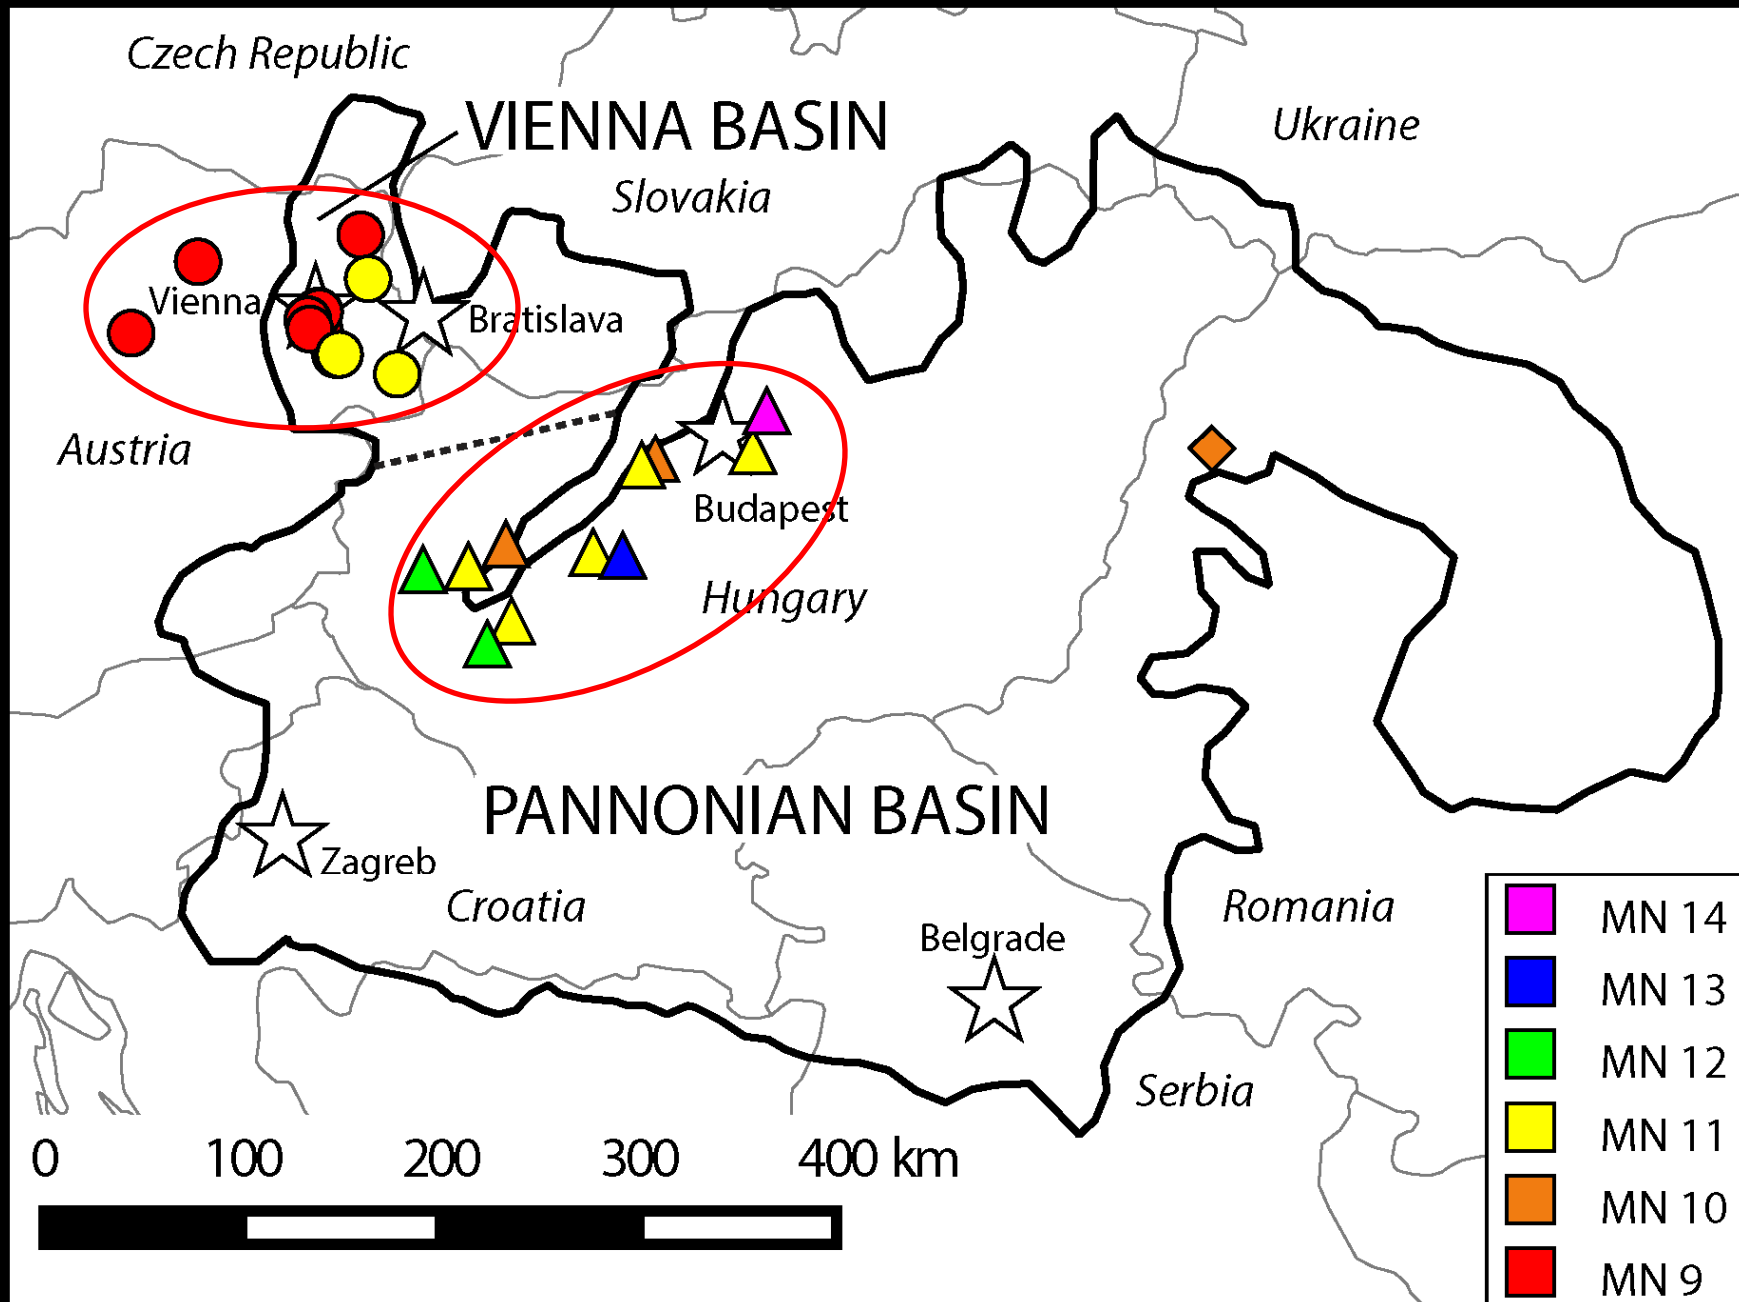 Czech Republic
VIENNA BASIN
Ukraine
Slovakia
Vienna
Bratislava
Austria
Budapest
Hungary
PANNONIAN BASIN
Zagreb
Croatia
Romania
Belgrade
Serbia
MN 14
MN 13
MN 12
MN 11
MN 10
MN 9
0 100 200 300 400 km